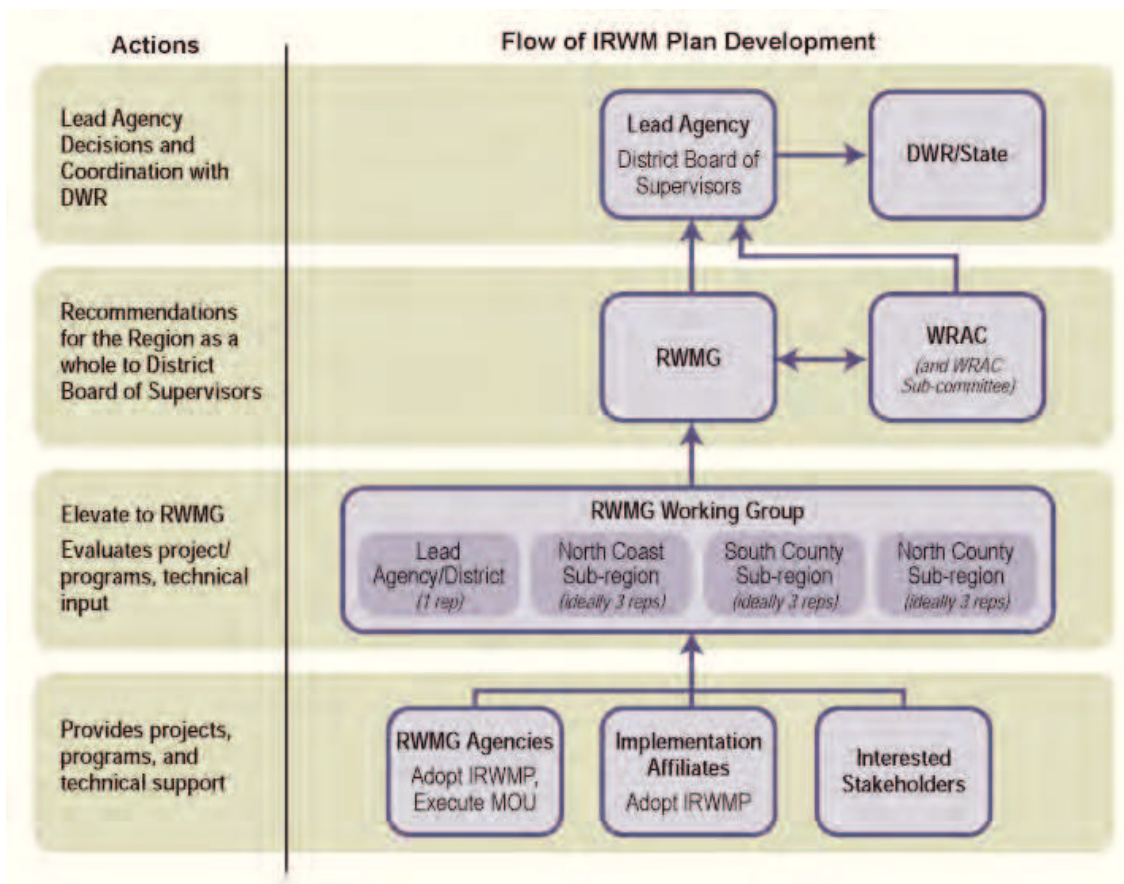 Actions
Flow of IRWM Plan Development
Lead Agency
Decisions and
Coordination with
DWR
Lead Agency
District Board of
Supervisors
DWR/State
Recommendations
for the Region as a
whole to District
Board of Supervisors
RWMG
WRAC
(and WRAC
Sub-committee)
Elevate to RWMG
Evaluates project/
programs, technical
input
RWMG Working Group
Lead
Agency/District
(1 rep)
North Coast
Sub-region
(ideally 3 reps)
South County
Sub-region
(ideally 3 reps)
North County
Sub-region
(ideally 3 reps)
Provides projects,
programs, and
technical support
RWMG Agencies
Adopt IRWMP,
Execute MOU
Implementation
Affiliates
Adopt IRWMP
Interested
Stakeholders